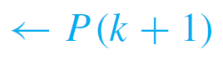 ← P(k + 1)